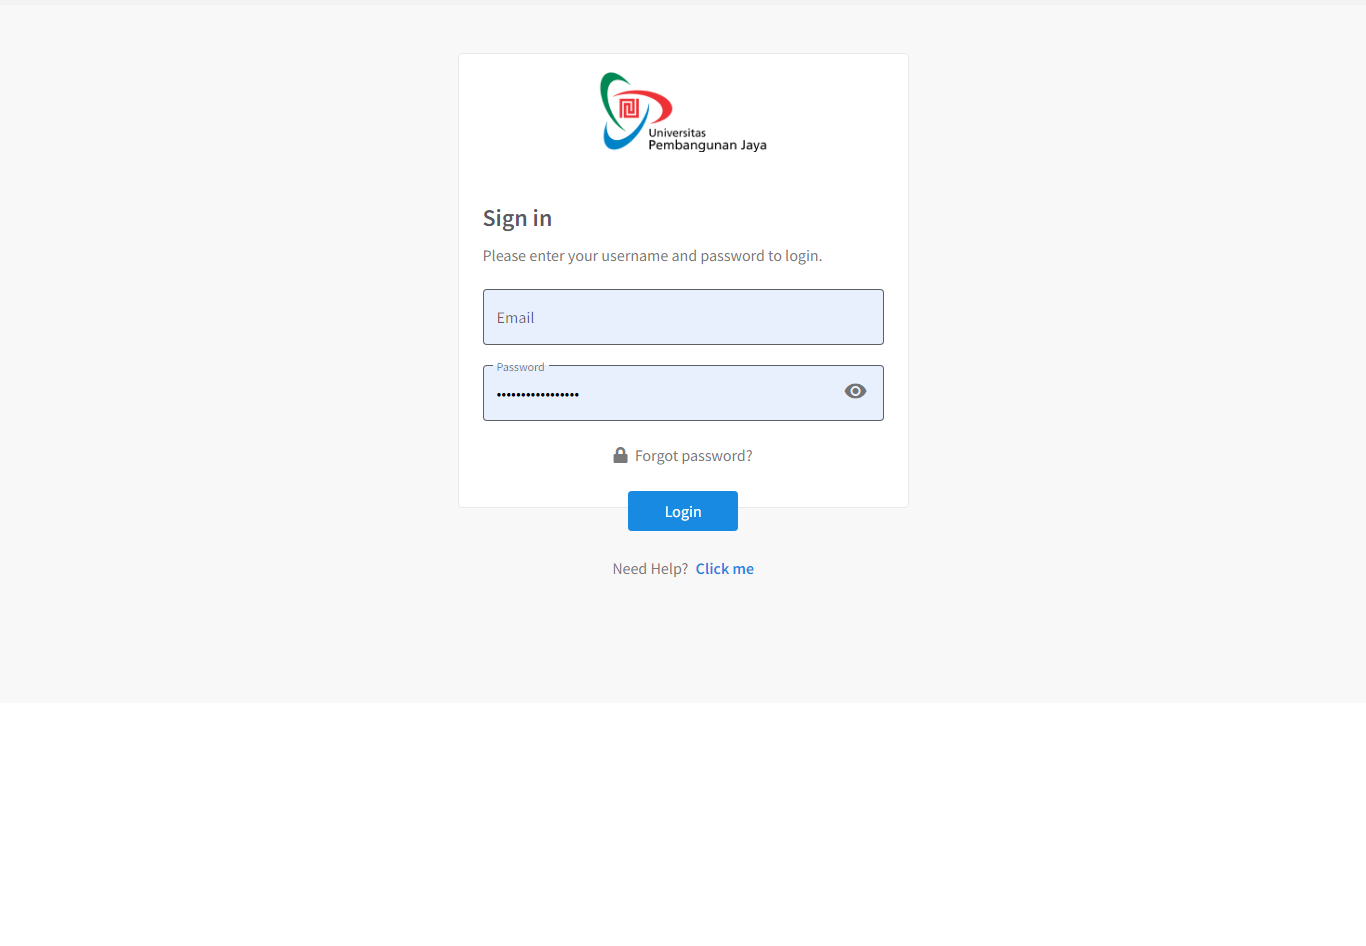 Universitas
Pembangunan Jaya
Sign in
Please enter your username and password to login.
Email
Password
•••••••••••••••••
Forgot password?
Login
Need Help? Click me